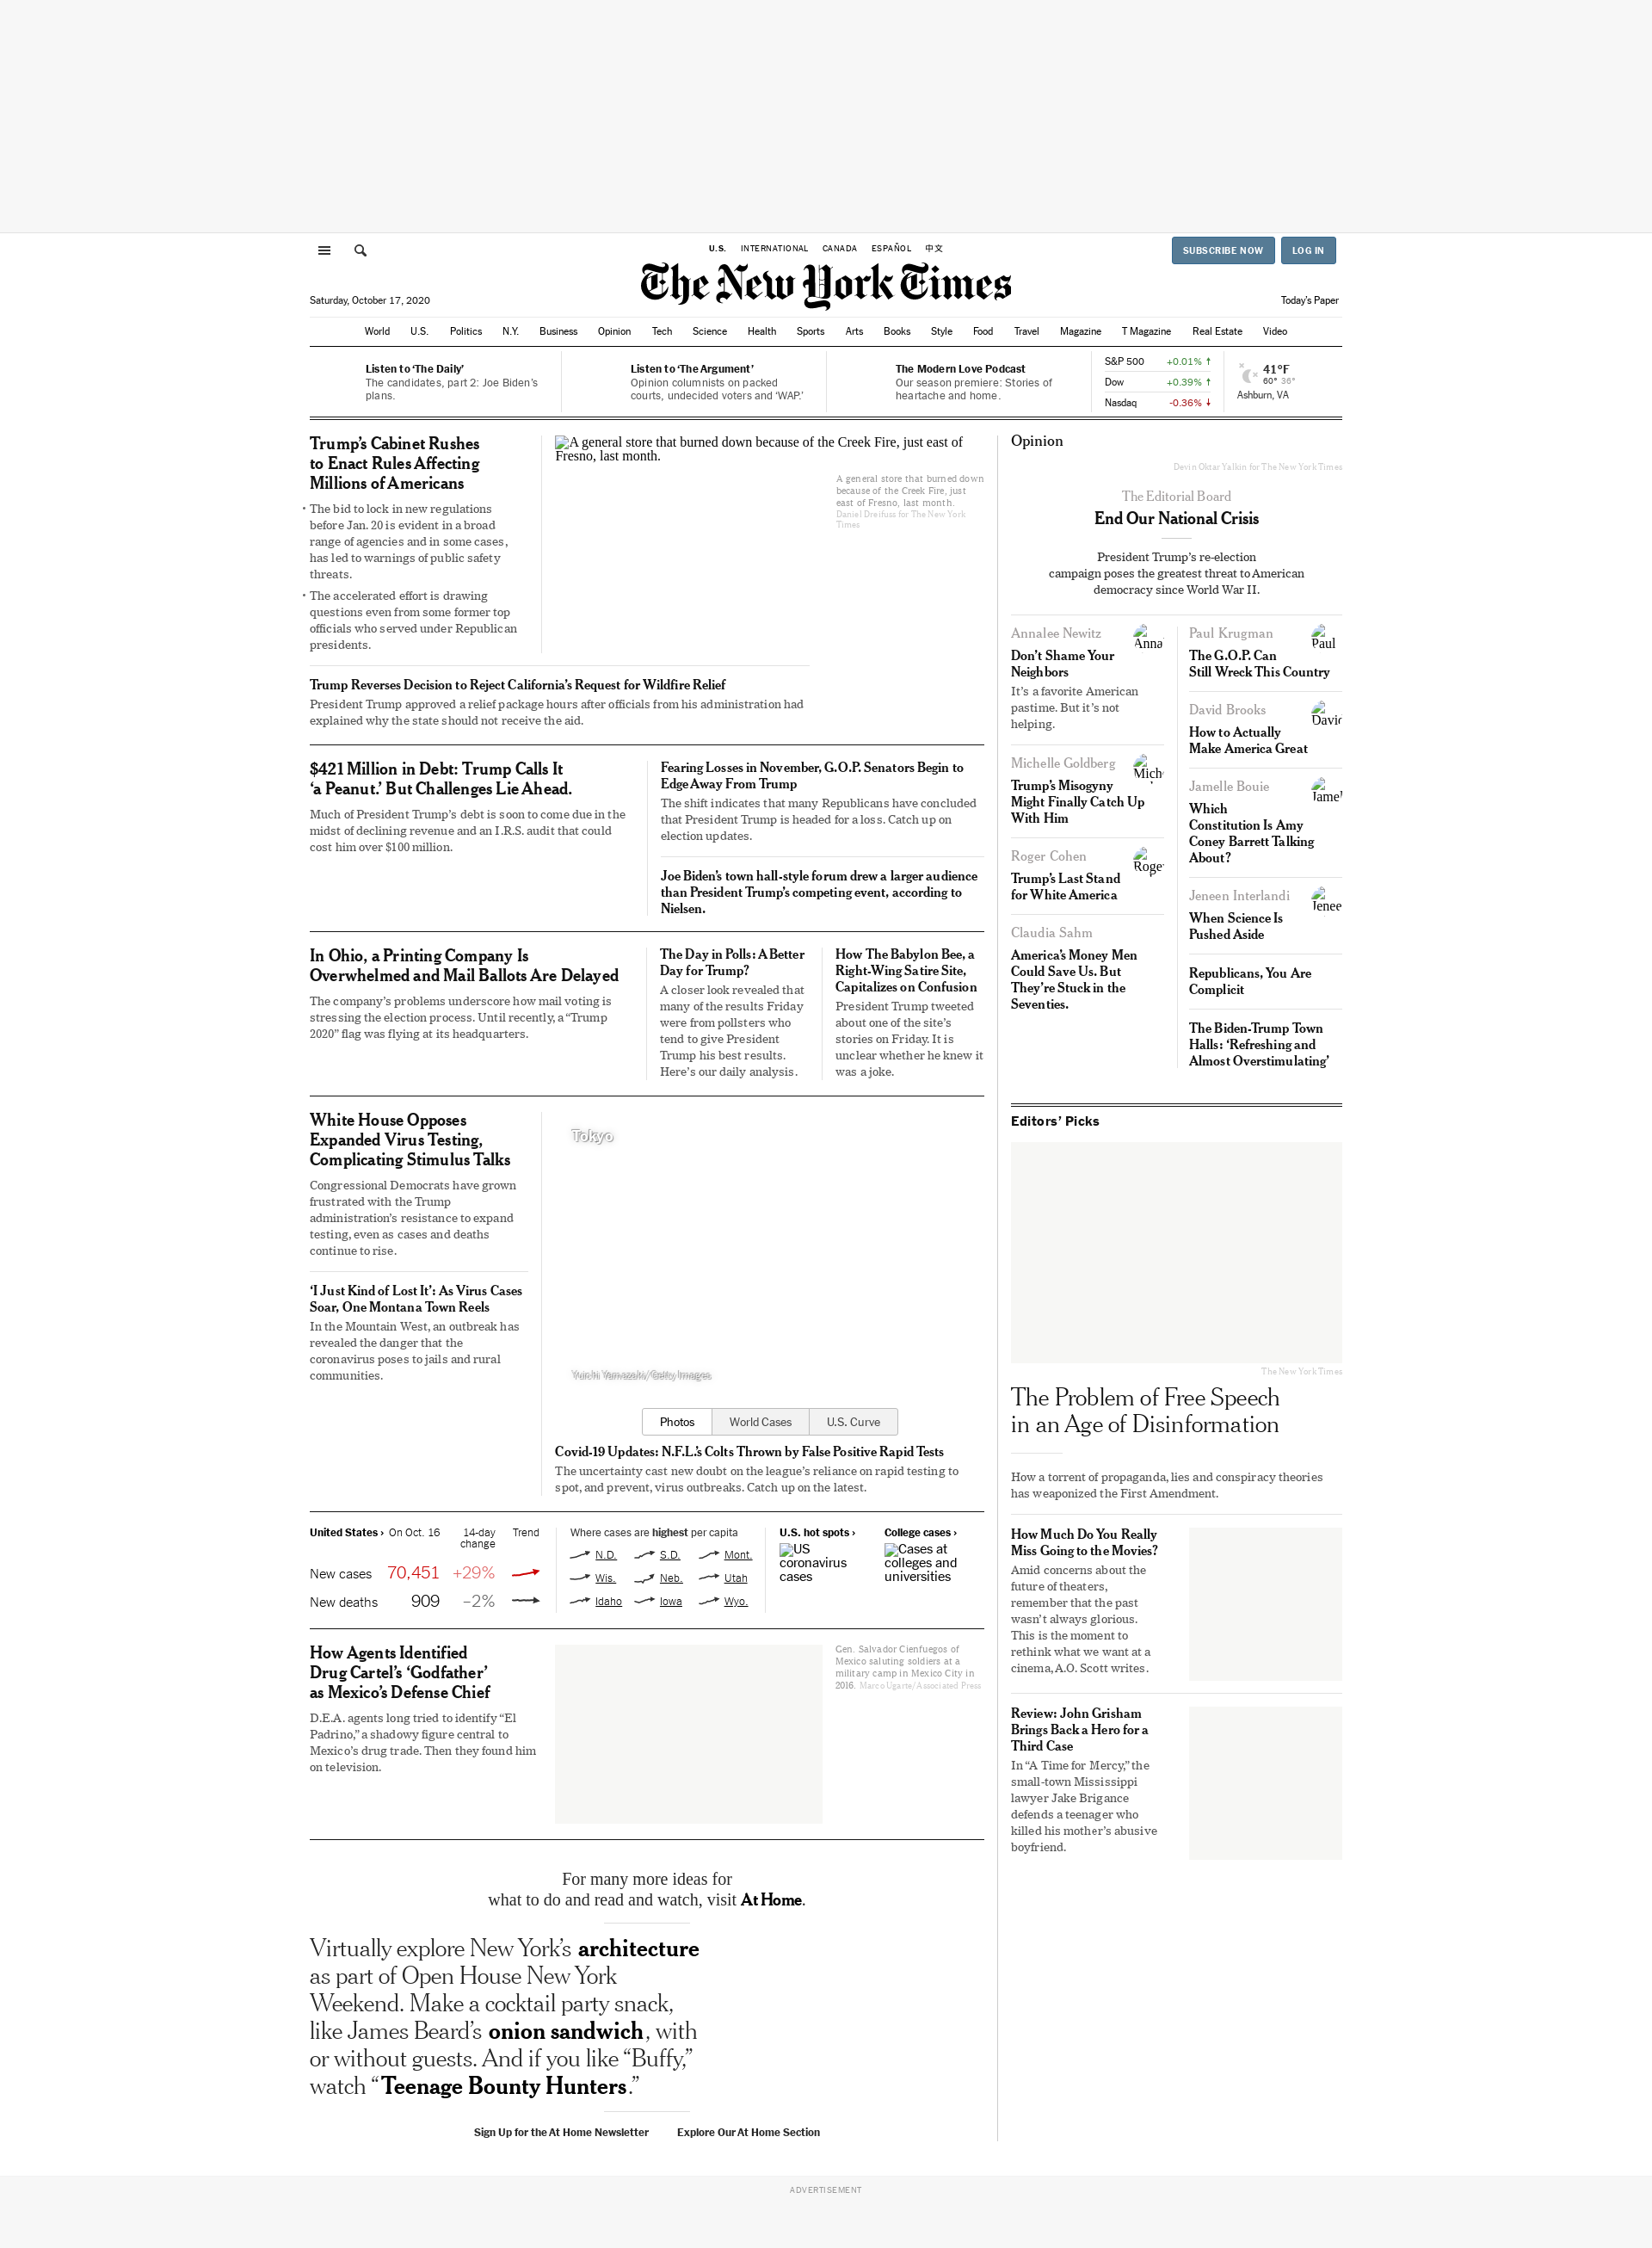 U.S. INTERNATIONAL CANADA ESPAÑOL 中文
SUBSCRIBE NOW LOG IN
The New York Times
Saturday, October 17, 2020
Today's Paper
World U.S. Politics N.Y. Business Opinion Tech Science Health Sports Arts Books Style Food Travel Magazine T Magazine Real Estate Video
Listen to ‘The Daily’
The candidates, part 2: Joe Biden’s
plans.
Listen to ‘The Argument’
Opinion columnists on packed
courts, undecided voters and ‘WAP.’
The Modern Love Podcast
Our season premiere: Stories of
heartache and home.
S&P 500 +0.01% ↑
Dow +0.39% ↑
Nasdaq -0.36% ↓
41°F
60° 36°
Ashburn, VA
Trump’s Cabinet Rushes
to Enact Rules Affecting
Millions of Americans
• The bid to lock in new regulations
before Jan. 20 is evident in a broad
range of agencies and in some cases,
has led to warnings of public safety
threats.
• The accelerated effort is drawing
questions even from some former top
officials who served under Republican
presidents.
A general store that burned down because of the Creek Fire, just east of
Fresno, last month.
A general store that burned down
because of the Creek Fire, just
east of Fresno, last month.
Daniel Dreifuss for The New York
Times
Trump Reverses Decision to Reject California’s Request for Wildfire Relief
President Trump approved a relief package hours after officials from his administration had
explained why the state should not receive the aid.
$421 Million in Debt: Trump Calls It
‘a Peanut.’ But Challenges Lie Ahead.
Much of President Trump’s debt is soon to come due in the
midst of declining revenue and an I.R.S. audit that could
cost him over $100 million.
Fearing Losses in November, G.O.P. Senators Begin to
Edge Away From Trump
The shift indicates that many Republicans have concluded
that President Trump is headed for a loss. Catch up on
election updates.
Joe Biden’s town hall-style forum drew a larger audience
than President Trump’s competing event, according to
Nielsen.
In Ohio, a Printing Company Is
Overwhelmed and Mail Ballots Are Delayed
The company’s problems underscore how mail voting is
stressing the election process. Until recently, a “Trump
2020” flag was flying at its headquarters.
The Day in Polls: A Better
Day for Trump?
A closer look revealed that
many of the results Friday
were from pollsters who
tend to give President
Trump his best results.
Here’s our daily analysis.
How The Babylon Bee, a
Right-Wing Satire Site,
Capitalizes on Confusion
President Trump tweeted
about one of the site’s
stories on Friday. It is
unclear whether he knew it
was a joke.
White House Opposes
Expanded Virus Testing,
Complicating Stimulus Talks
Congressional Democrats have grown
frustrated with the Trump
administration’s resistance to expand
testing, even as cases and deaths
continue to rise.
‘I Just Kind of Lost It’: As Virus Cases
Soar, One Montana Town Reels
In the Mountain West, an outbreak has
revealed the danger that the
coronavirus poses to jails and rural
communities.
Tokyo
Yuichi Yamazaki/Getty Images
Photos World Cases U.S. Curve
Covid-19 Updates: N.F.L.’s Colts Thrown by False Positive Rapid Tests
The uncertainty cast new doubt on the league’s reliance on rapid testing to
spot, and prevent, virus outbreaks. Catch up on the latest.
United States › On Oct. 16 14-day Trend
change
New cases 70,451 +29%
New deaths 909 –2%
Where cases are highest per capita
N.D. S.D. Mont.
Wis. Neb. Utah
Idaho Iowa Wyo.
U.S. hot spots ›
US
coronavirus
cases
College cases ›
Cases at
colleges and
universities
How Agents Identified
Drug Cartel’s ‘Godfather’
as Mexico’s Defense Chief
D.E.A. agents long tried to identify “El
Padrino,” a shadowy figure central to
Mexico’s drug trade. Then they found him
on television.
Gen. Salvador Cienfuegos of
Mexico saluting soldiers at a
military camp in Mexico City in
2016. Marco Ugarte/Associated Press
For many more ideas for
what to do and read and watch, visit At Home.
Virtually explore New York’s architecture
as part of Open House New York
Weekend. Make a cocktail party snack,
like James Beard’s onion sandwich, with
or without guests. And if you like “Buffy,”
watch “Teenage Bounty Hunters.”
Sign Up for the At Home Newsletter Explore Our At Home Section
Opinion
Devin Oktar Yalkin for The New York Times
The Editorial Board
End Our National Crisis
President Trump’s re-election
campaign poses the greatest threat to American
democracy since World War II.
Annalee Newitz
Don’t Shame Your
Neighbors
It’s a favorite American
pastime. But it’s not
helping.
Michelle Goldberg
Trump’s Misogyny
Might Finally Catch Up
With Him
Roger Cohen
Roger
Trump’s Last Stand
for White America
Claudia Sahm
America’s Money Men
Could Save Us. But
They’re Stuck in the
Seventies.
Paul Krugman
Paul
The G.O.P. Can
Still Wreck This Country
David Brooks
How to Actually
Make America Great
Jamelle Bouie
Which
Constitution Is Amy
Coney Barrett Talking
About?
Jeneen Interlandi
When Science Is
Pushed Aside
Republicans, You Are
Complicit
The Biden-Trump Town
Halls: ‘Refreshing and
Almost Overstimulating’
Editors’ Picks
The New York Times
The Problem of Free Speech
in an Age of Disinformation
How a torrent of propaganda, lies and conspiracy theories
has weaponized the First Amendment.
How Much Do You Really
Miss Going to the Movies?
Amid concerns about the
future of theaters,
remember that the past
wasn’t always glorious.
This is the moment to
rethink what we want at a
cinema, A.O. Scott writes.
Review: John Grisham
Brings Back a Hero for a
Third Case
In “A Time for Mercy,” the
small-town Mississippi
lawyer Jake Brigance
defends a teenager who
killed his mother’s abusive
boyfriend.
ADVERTISEMENT